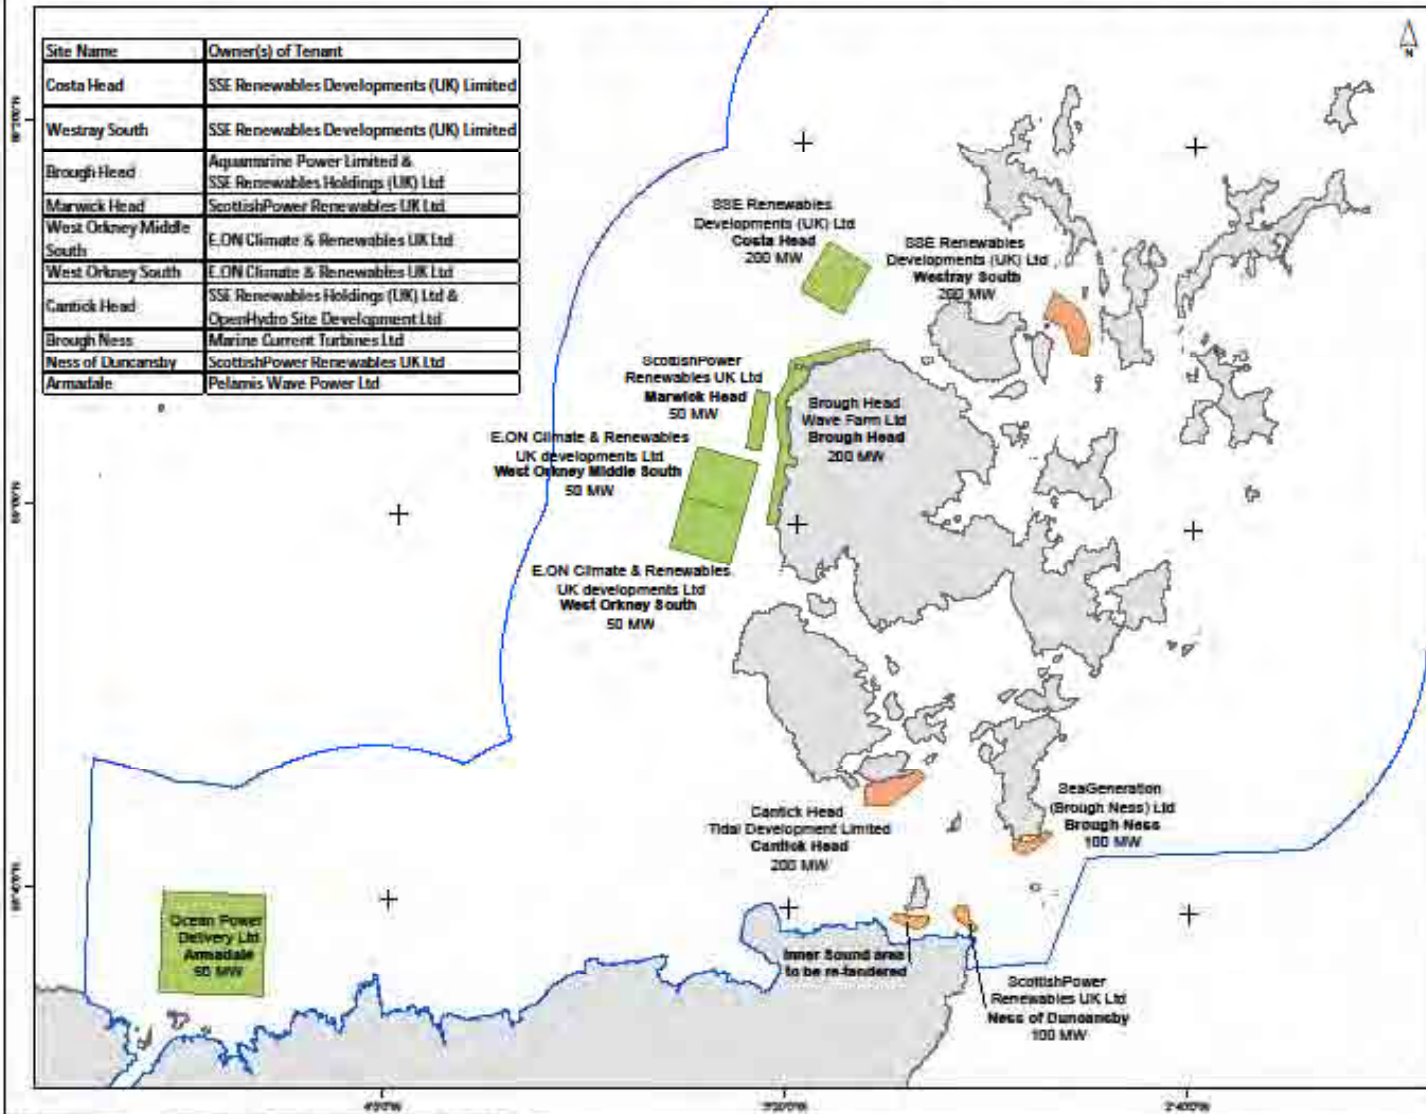 Site Name Owner(s) of Tenant
Costa Head SSE Renewables Developments (UK) Limited
Westray South SSE Renewables Developments (UK) Limited
Brough Head Aquamarine Power Limited &
SSE Renewables Holdings (UK) Ltd
Marwick Head ScottishPower Renewables UK Ltd
West Orkney Middle
South E.ON Climate & Renewables UK Ltd
West Orkney South E.ON Climate & Renewables UK Ltd
Cantick Head SSE Renewables Holdings (UK) Ltd &
OpenHydro Site Development Ltd
Brough Ness Marine Current Turbines Ltd
Ness of Duncansby ScottishPower Renewables UK Ltd
Armadale Pelamis Wave Power Ltd
N
SSE Renewables
Developments (UK) Ltd
Costa Head
200 MW
SSE Renewables
Developments (UK) Ltd
Westray South
200 MW
ScottishPower
Renewables UK Ltd
Marwick Head
50 MW
Brough Head
Wave Farm Ltd
Brough Head
200 MW
E.ON Climate & Renewables
UK developments Ltd
West Orkney Middle South
50 MW
E.ON Climate & Renewables
UK developments Ltd
West Orkney South
50 MW
Cantick Head
Tidal Development Limited
Cantick Head
200 MW
SeaGeneration
(Brough Ness) Ltd
Brough Ness
100 MW
Ocean Power
Delivery Ltd
Armadale
50 MW
Inner Sound area
to be re-tendered
ScottishPower
Renewables UK Ltd
Ness of Duncansby
100 MW